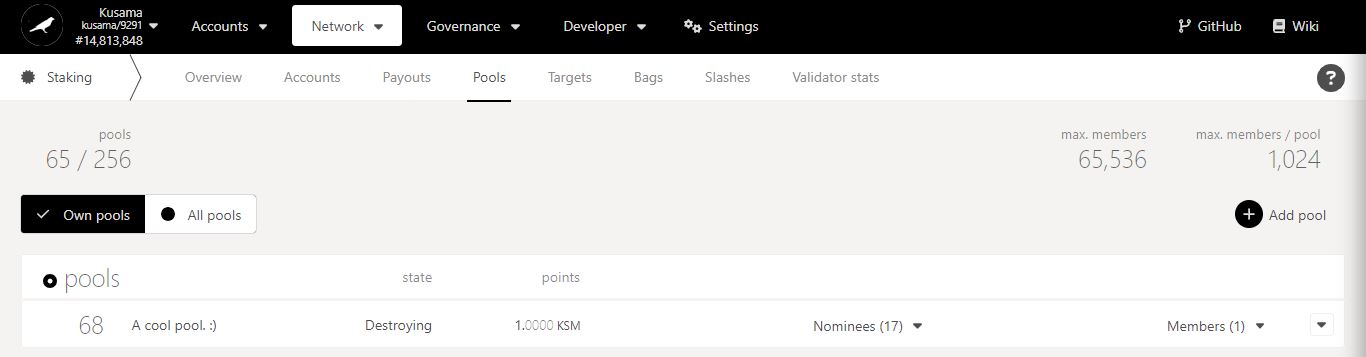 Kusama
kusama/9291
#14,813,848
Accounts
Network
Governance
Developer
Settings
GitHub
Wiki
Staking
Overview
Accounts
Payouts
Pools
Targets
Bags
Slashes
Validator stats
?
pools
65 / 256
max. members
65,536
max. members / pool
1,024
Own pools
All pools
Add pool
pools
state
points
68
A cool pool. :)
Destroying
1.0000 KSM
Nominees (17)
Members (1)